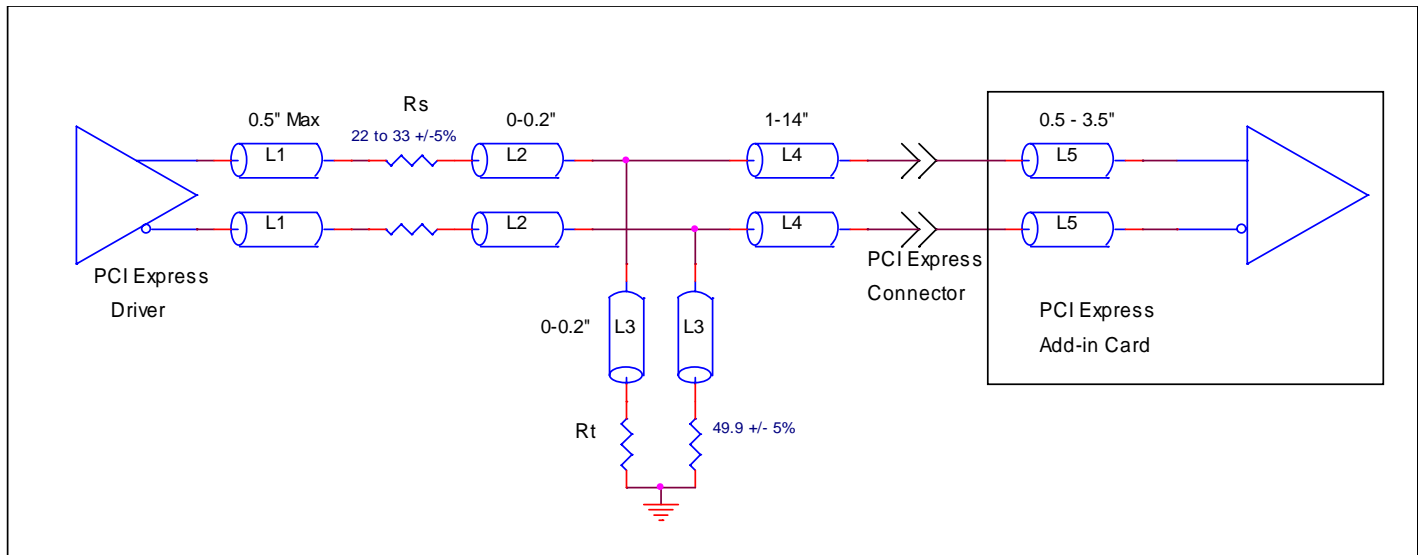 Rs
0.5" Max
22 to 33 +/-5%
0-0.2"
1-14"
0.5 - 3.5"
L1
L2
L4
L5
L1
L2
L4
L5
PCI Express
Driver
PCI Express
Connector
PCI Express
Add-in Card
0-0.2"
L3
L3
Rt
49.9 +/- 5%